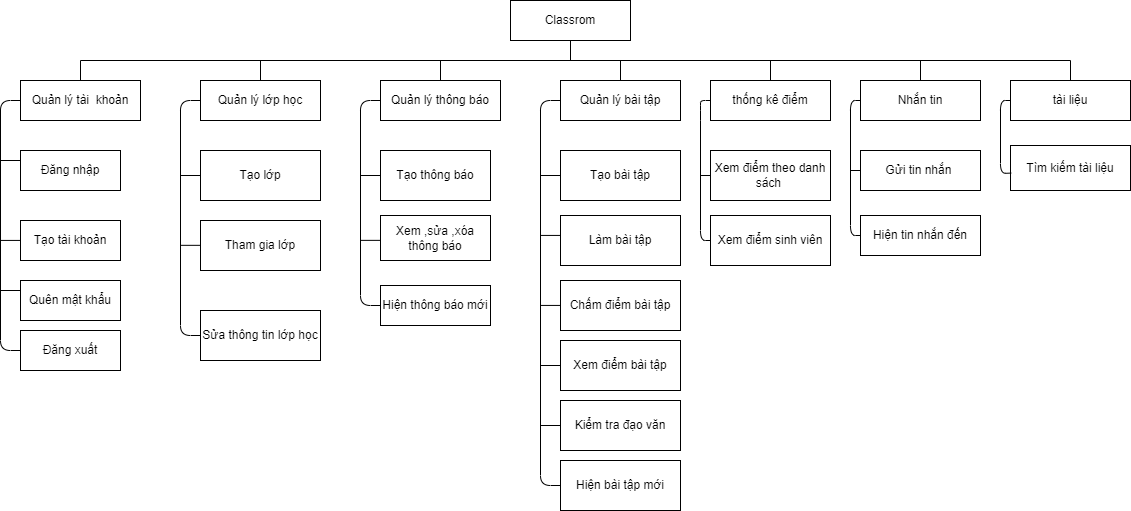 Classrom
Quản lý tài khoản
Quản lý lớp học
Quản lý thông báo
Quản lý bài tập
thống kê điểm
Nhắn tin
tài liệu
Đăng nhập
Tạo lớp
Tạo thông báo
Tạo bài tập
Xem điểm theo danh
sách
Gửi tin nhắn
Tìm kiếm tài liệu
Tạo tài khoản
Tham gia lớp
Xem ,sửa ,xóa
thông báo
Làm bài tập
Xem điểm sinh viên
Hiện tin nhắn đến
Quên mật khẩu
Hiện thông báo mới
Chấm điểm bài tập
Đăng xuất
Sửa thông tin lớp học
Xem điểm bài tập
Kiểm tra đạo văn
Hiện bài tập mới